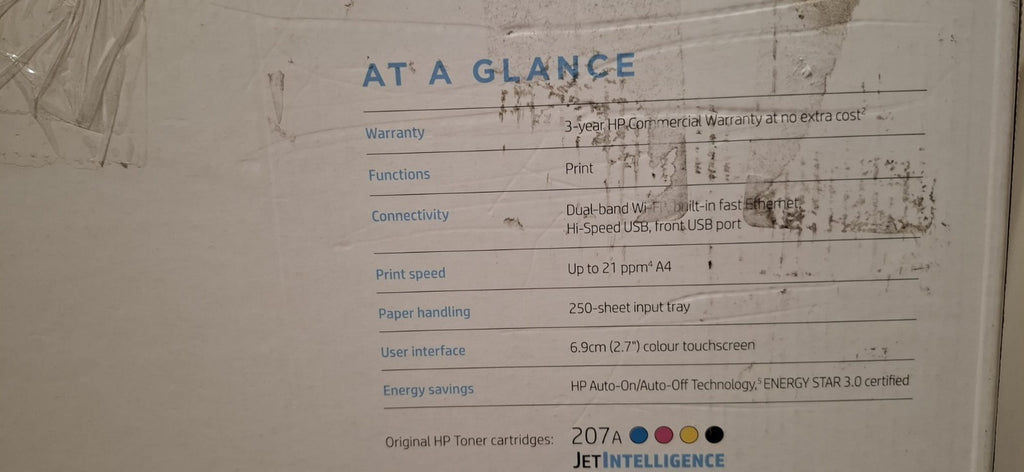 AT A GLANCE
Warranty 3-year HP Commercial Warranty at no extra cost²
Functions Print
Connectivity Dual-band Wi-Fi, built-in fast Ethernet,
Hi-Speed USB, front USB port
Print speed Up to 21 ppm⁴ A4
Paper handling 250-sheet input tray
User interface 6.9cm (2.7") colour touchscreen
Energy savings HP Auto-On/Auto-Off Technology,⁵ ENERGY STAR 3.0 certified
Original HP Toner cartridges: 207A
JETINTELLIGENCE